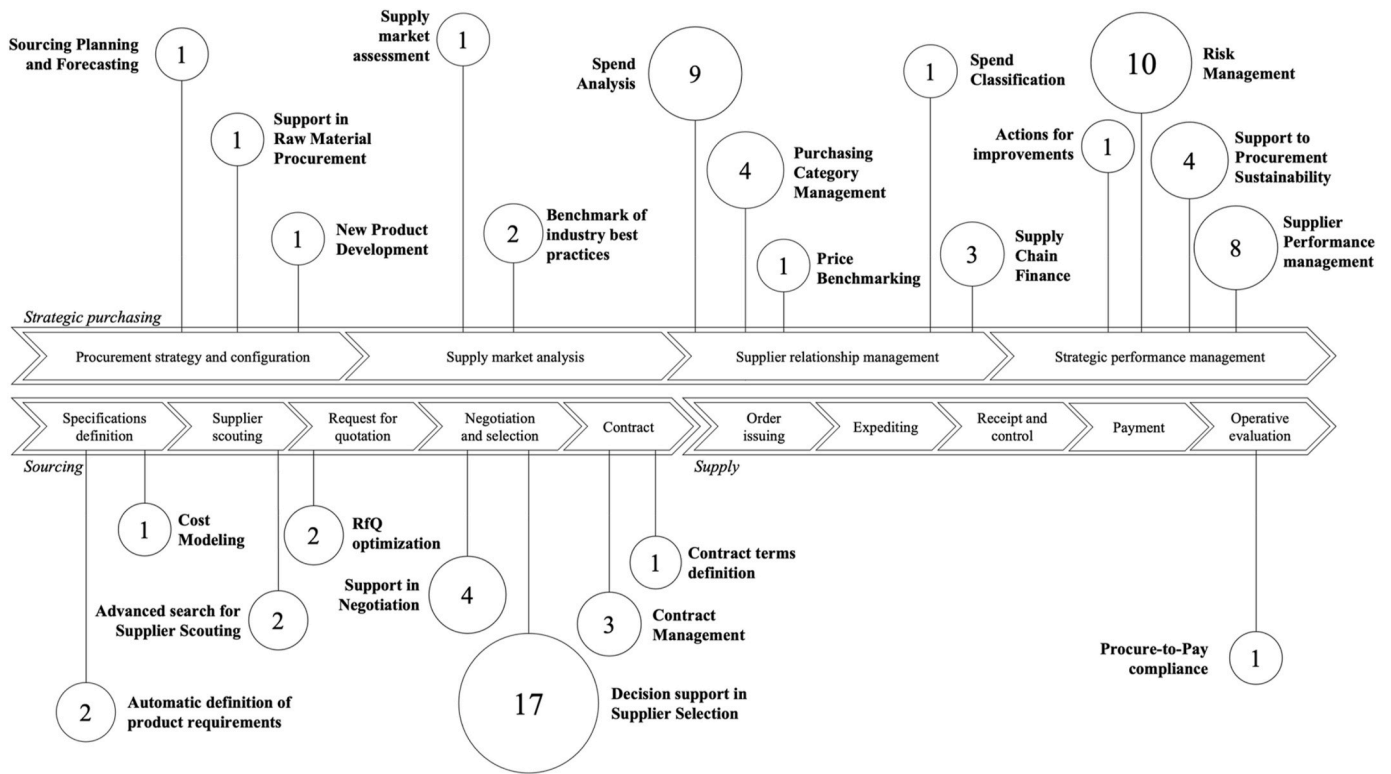 Sourcing Planning
and Forecasting
1
Support in
Raw Material
Procurement
1
New Product
Development
1
Supply
market
assessment
1
Benchmark of
industry best
practices
2
Spend
Analysis
9
Purchasing
Category
Management
4
Price
Benchmarking
1
Spend
Classification
1
Supply
Chain
Finance
3
Actions for
improvements
1
Risk
Management
10
Support to
Procurement
Sustainability
4
Supplier
Performance
management
8
Strategic purchasing
Procurement strategy and configuration
Supply market analysis
Supplier relationship management
Strategic performance management
Specifications
definition
Supplier
scouting
Request for
quotation
Negotiation
and selection
Contract
Order
issuing
Expediting
Receipt and
control
Payment
Operative
evaluation
Sourcing
Supply
1
Cost
Modeling
2
RfQ
optimization
Advanced search for
Supplier Scouting
2
2
Automatic definition of
product requirements
Support in
Negotiation
4
17
Decision support in
Supplier Selection
3
Contract
Management
1
Contract terms
definition
Procure-to-Pay
compliance
1